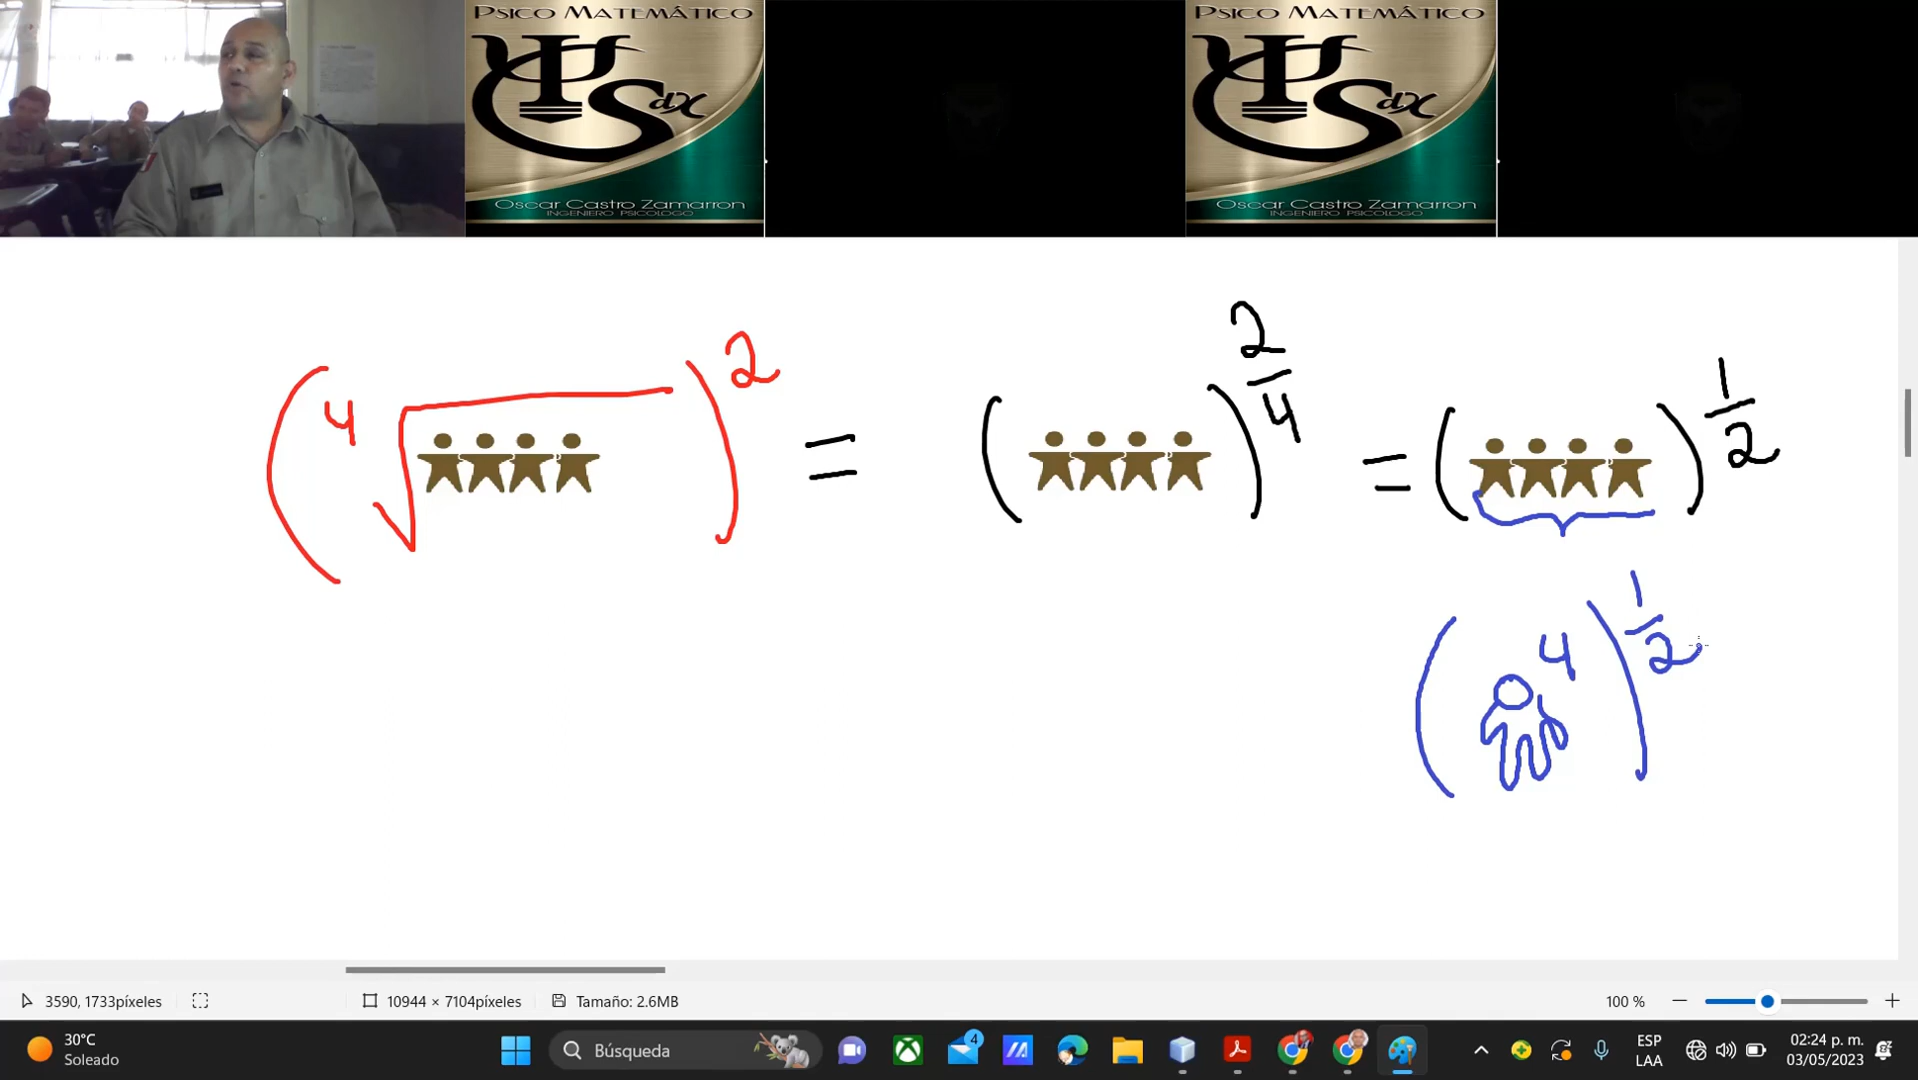 PSICO MATEMÁTICO
S dx
Oscar Castro Zamarron
INGENIERO PSICOLOGO
PSICO MATEMÁTICO
S dx
Oscar Castro Zamarron
INGENIERO PSICOLOGO
( 4√ )2 = ( ) 2/4 = ( ) 1/2
( 4 ) 1/2
3590, 1733píxeles
10944 × 7104píxeles
Tamaño: 2.6MB
100 %
30°C
Soleado
Búsqueda
4
ESP
LAA
02:24 p. m.
03/05/2023